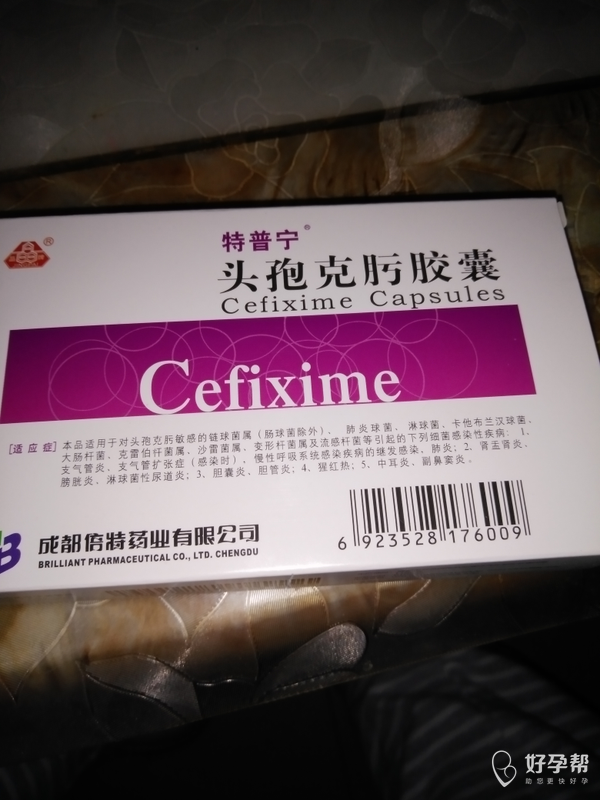 特普宁®
头孢克肟胶囊
Cefixime Capsules
Cefixime
[适应症] 本品适用于对头孢克肟敏感的链球菌属(肠球菌除外)、肺炎球菌、淋球菌、卡他布兰汉球菌、
大肠杆菌、克雷伯杆菌属、沙雷菌属、变形杆菌属及流感杆菌等引起的下列细菌感染性疾病:1、
支气管炎、支气管扩张症(感染时),慢性呼吸系统感染疾病的继发感染,肺炎;2、肾盂肾炎、
膀胱炎、淋球菌性尿道炎;3、胆囊炎、胆管炎;4、猩红热;5、中耳炎、副鼻窦炎。
成都倍特药业有限公司
BRILLIANT PHARMACEUTICAL CO., LTD. CHENGDU
6 923528 176009
好孕帮
助您更快好孕